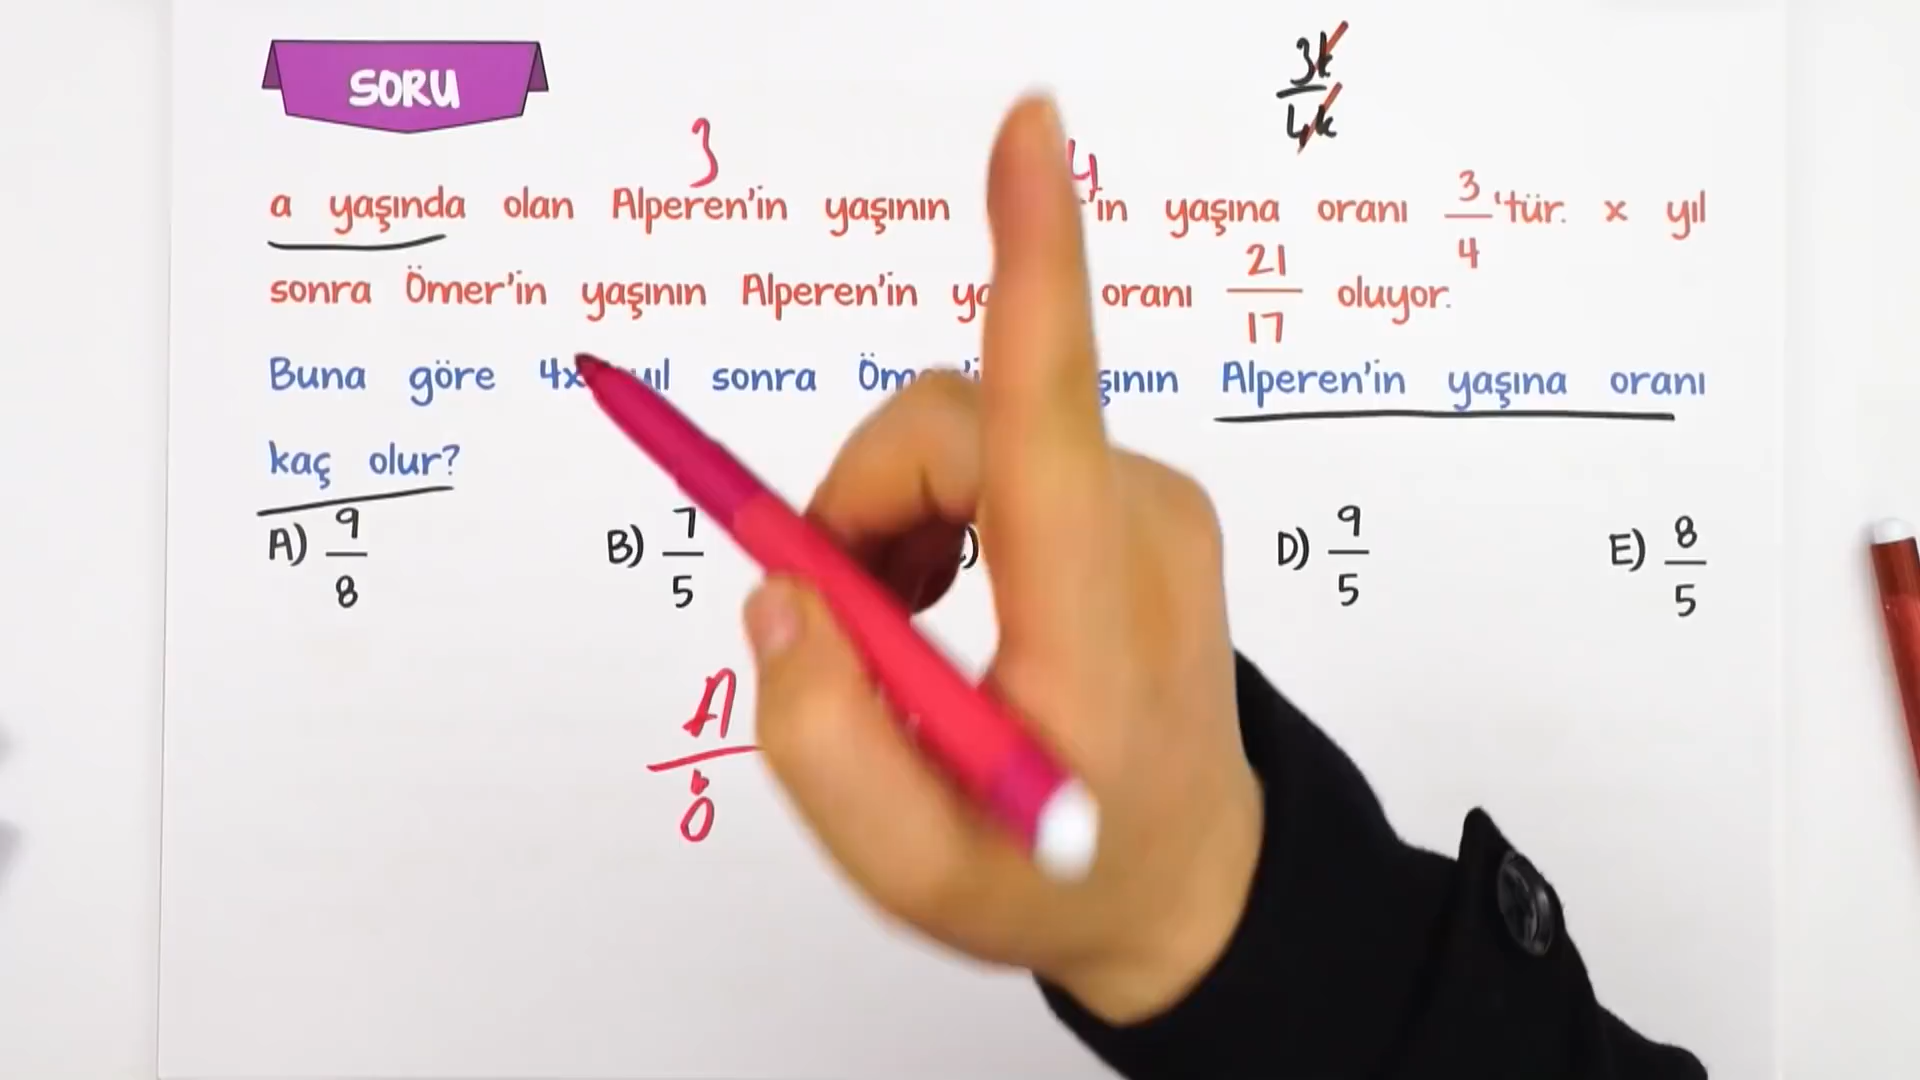 SORU
3k
4k
3
4
a yaşında olan Alperen'in yaşının 'in yaşına oranı 3/4 'tür. x yıl
sonra Ömer'in yaşının Alperen'in oranı 21/17 oluyor.
Buna göre 4x yıl sonra Alperen'in yaşına oranı
kaç olur?
A) 9/8 B) 7/5 D) 9/5 E) 8/5
A
Ö